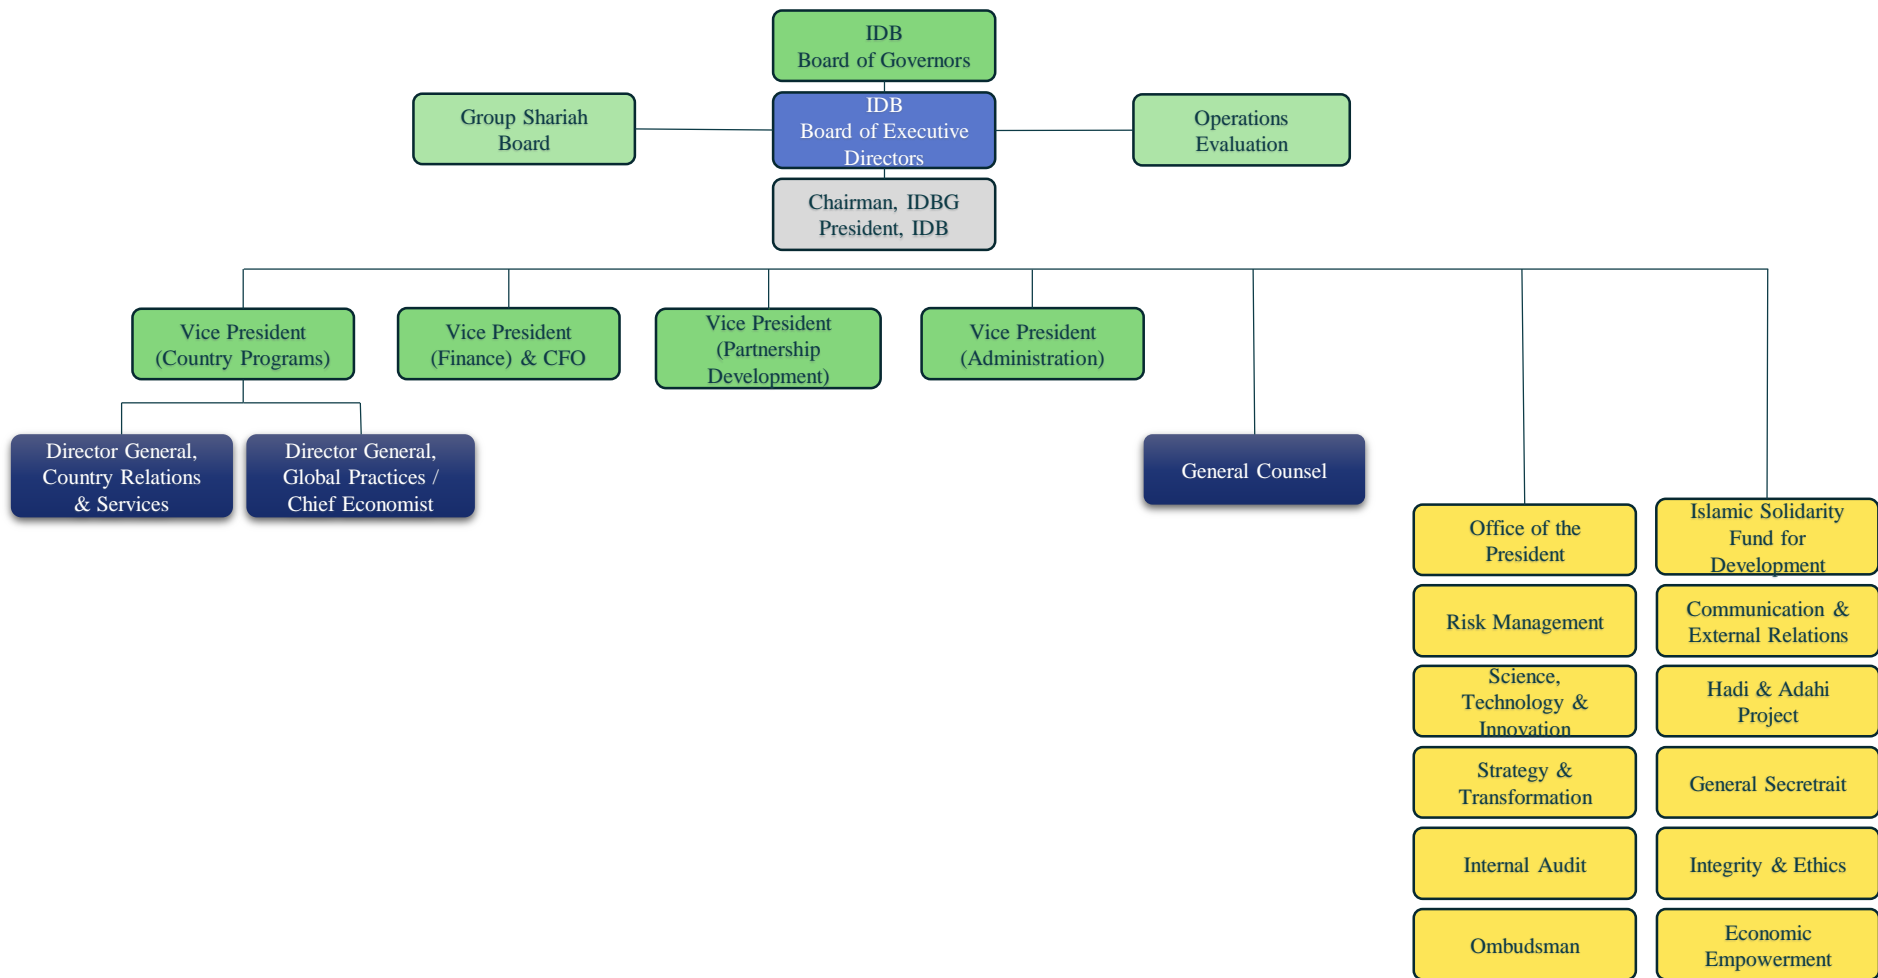 IDB
Board of Governors
Group Shariah
Board
IDB
Board of Executive
Directors
Operations
Evaluation
Chairman, IDBG
President, IDB
Vice President
(Country Programs)
Vice President
(Finance) & CFO
Vice President
(Partnership
Development)
Vice President
(Administration)
Director General,
Country Relations
& Services
Director General,
Global Practices /
Chief Economist
General Counsel
Office of the
President
Islamic Solidarity
Fund for
Development
Risk Management
Communication &
External Relations
Science,
Technology &
Innovation
Hadi & Adahi
Project
Strategy &
Transformation
General Secretrait
Internal Audit
Integrity & Ethics
Ombudsman
Economic
Empowerment